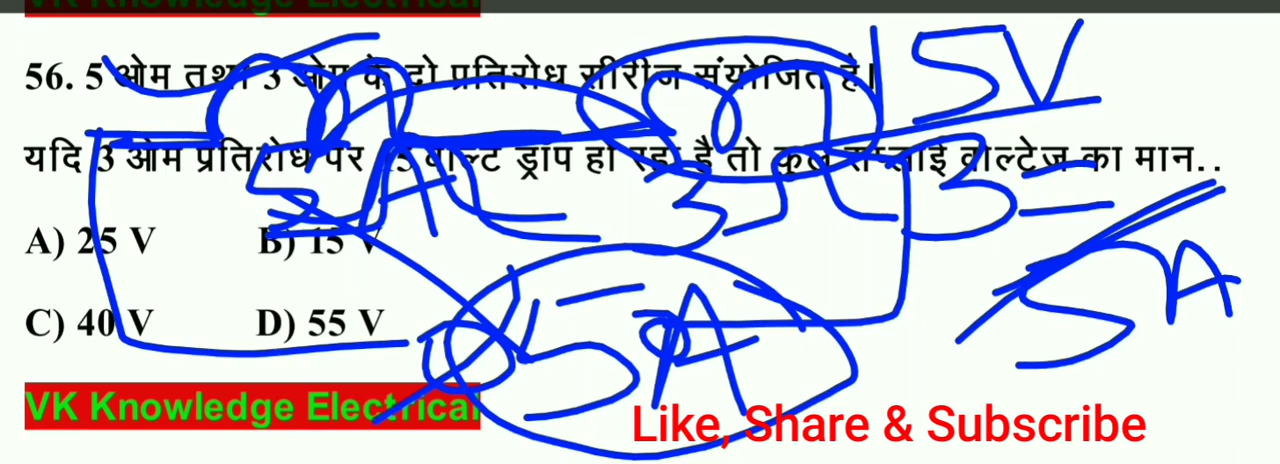 VK Knowledge Electrical
56. 5 ओम तथा 3 ओम के दो प्रतिरोध सीरीज संयोजित है।
15V
यदि 3 ओम प्रतिरोध पर 15 वोल्ट ड्रॉप हो रहा है तो कुल सप्लाई वोल्टेज का मान..
A) 25 V B) 15 V
5A
C) 40 V D) 55 V
5A
VK Knowledge Electrical
Like, Share & Subscribe